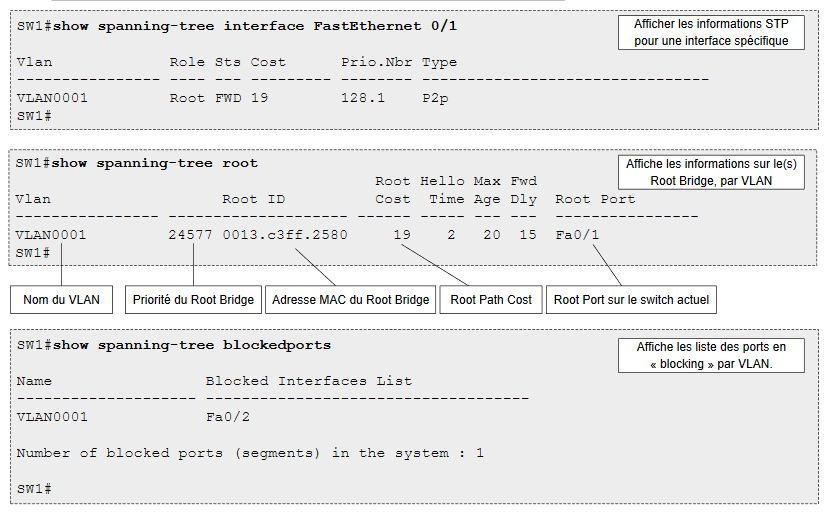 SW1#show spanning-tree interface FastEthernet 0/1
Afficher les informations STP
pour une interface spécifique
Vlan Role Sts Cost Prio.Nbr Type
---------------- ---- --- --------- -------- --------------------------------
VLAN0001 Root FWD 19 128.1 P2p
SW1#
SW1#show spanning-tree root
Affiche les informations sur le(s)
Root Bridge, par VLAN
Root Hello Max Fwd
Vlan Root ID Cost Time Age Dly Root Port
---------------- -------------------- ------ ----- --- --- ----------------
VLAN0001 24577 0013.c3ff.2580 19 2 20 15 Fa0/1
SW1#
Nom du VLAN
Priorité du Root Bridge
Adresse MAC du Root Bridge
Root Path Cost
Root Port sur le switch actuel
SW1#show spanning-tree blockedports
Affiche les liste des ports en
« blocking » par VLAN.
Name Blocked Interfaces List
-------------------- ------------------------------------
VLAN0001 Fa0/2
Number of blocked ports (segments) in the system : 1
SW1#